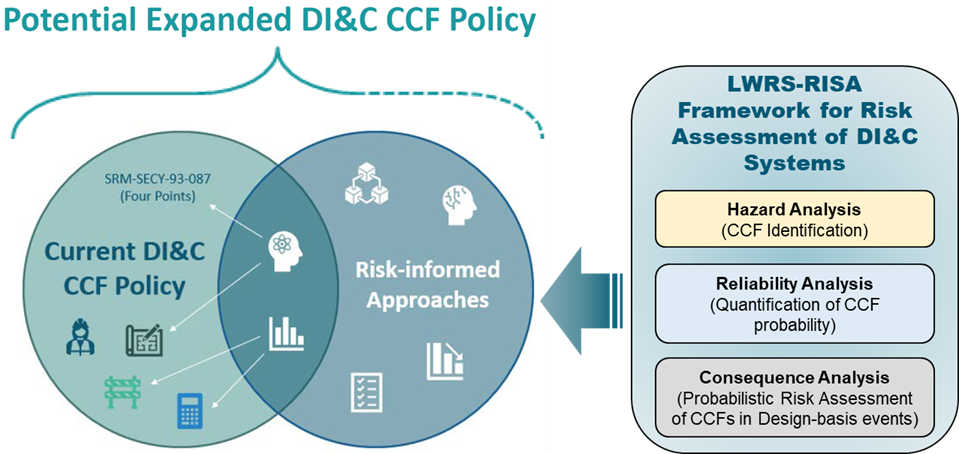 Potential Expanded DI&C CCF Policy
SRM-SECY-93-087
(Four Points)
Current DI&C
CCF Policy
Risk-informed
Approaches
LWRS-RISA
Framework for Risk
Assessment of DI&C
Systems
Hazard Analysis
(CCF Identification)
Reliability Analysis
(Quantification of CCF
probability)
Consequence Analysis
(Probabilistic Risk Assessment
of CCFs in Design-basis events)